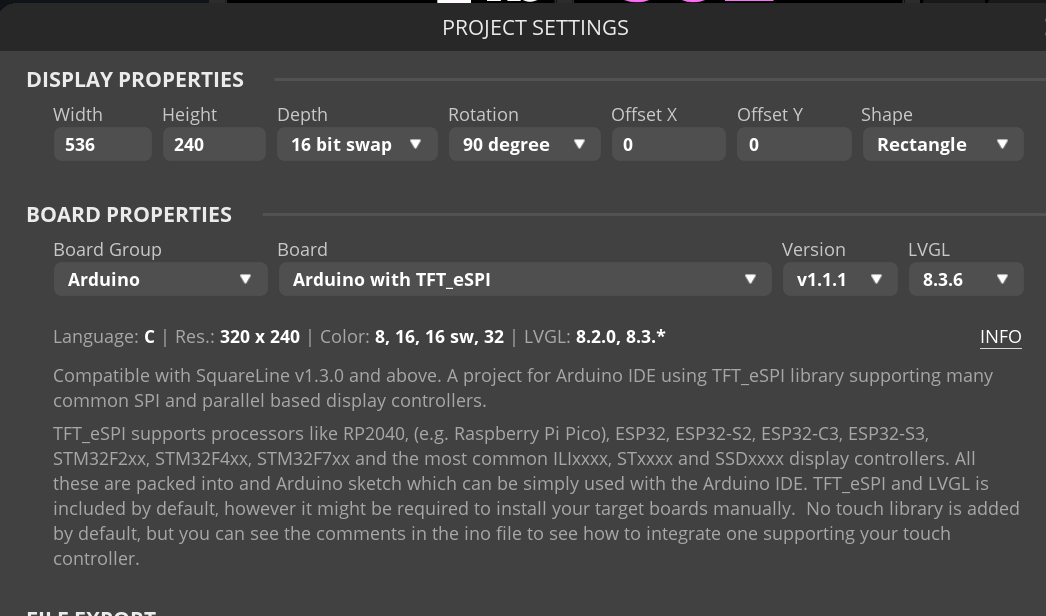 PROJECT SETTINGS
DISPLAY PROPERTIES
Width Height Depth Rotation Offset X Offset Y Shape
536 240 16 bit swap 90 degree 0 0 Rectangle
BOARD PROPERTIES
Board Group Board Version LVGL
Arduino Arduino with TFT_eSPI v1.1.1 8.3.6
Language: C | Res.: 320 x 240 | Color: 8, 16, 16 sw, 32 | LVGL: 8.2.0, 8.3.* INFO
Compatible with SquareLine v1.3.0 and above. A project for Arduino IDE using TFT_eSPI library supporting many
common SPI and parallel based display controllers.
TFT_eSPI supports processors like RP2040, (e.g. Raspberry Pi Pico), ESP32, ESP32-S2, ESP32-C3, ESP32-S3,
STM32F2xx, STM32F4xx, STM32F7xx and the most common ILIxxxx, STxxxx and SSDxxxx display controllers. All
these are packed into and Arduino sketch which can be simply used with the Arduino IDE. TFT_eSPI and LVGL is
included by default, however it might be required to install your target boards manually.  No touch library is added
by default, but you can see the comments in the ino file to see how to integrate one supporting your touch
controller.
FILE EXPORT